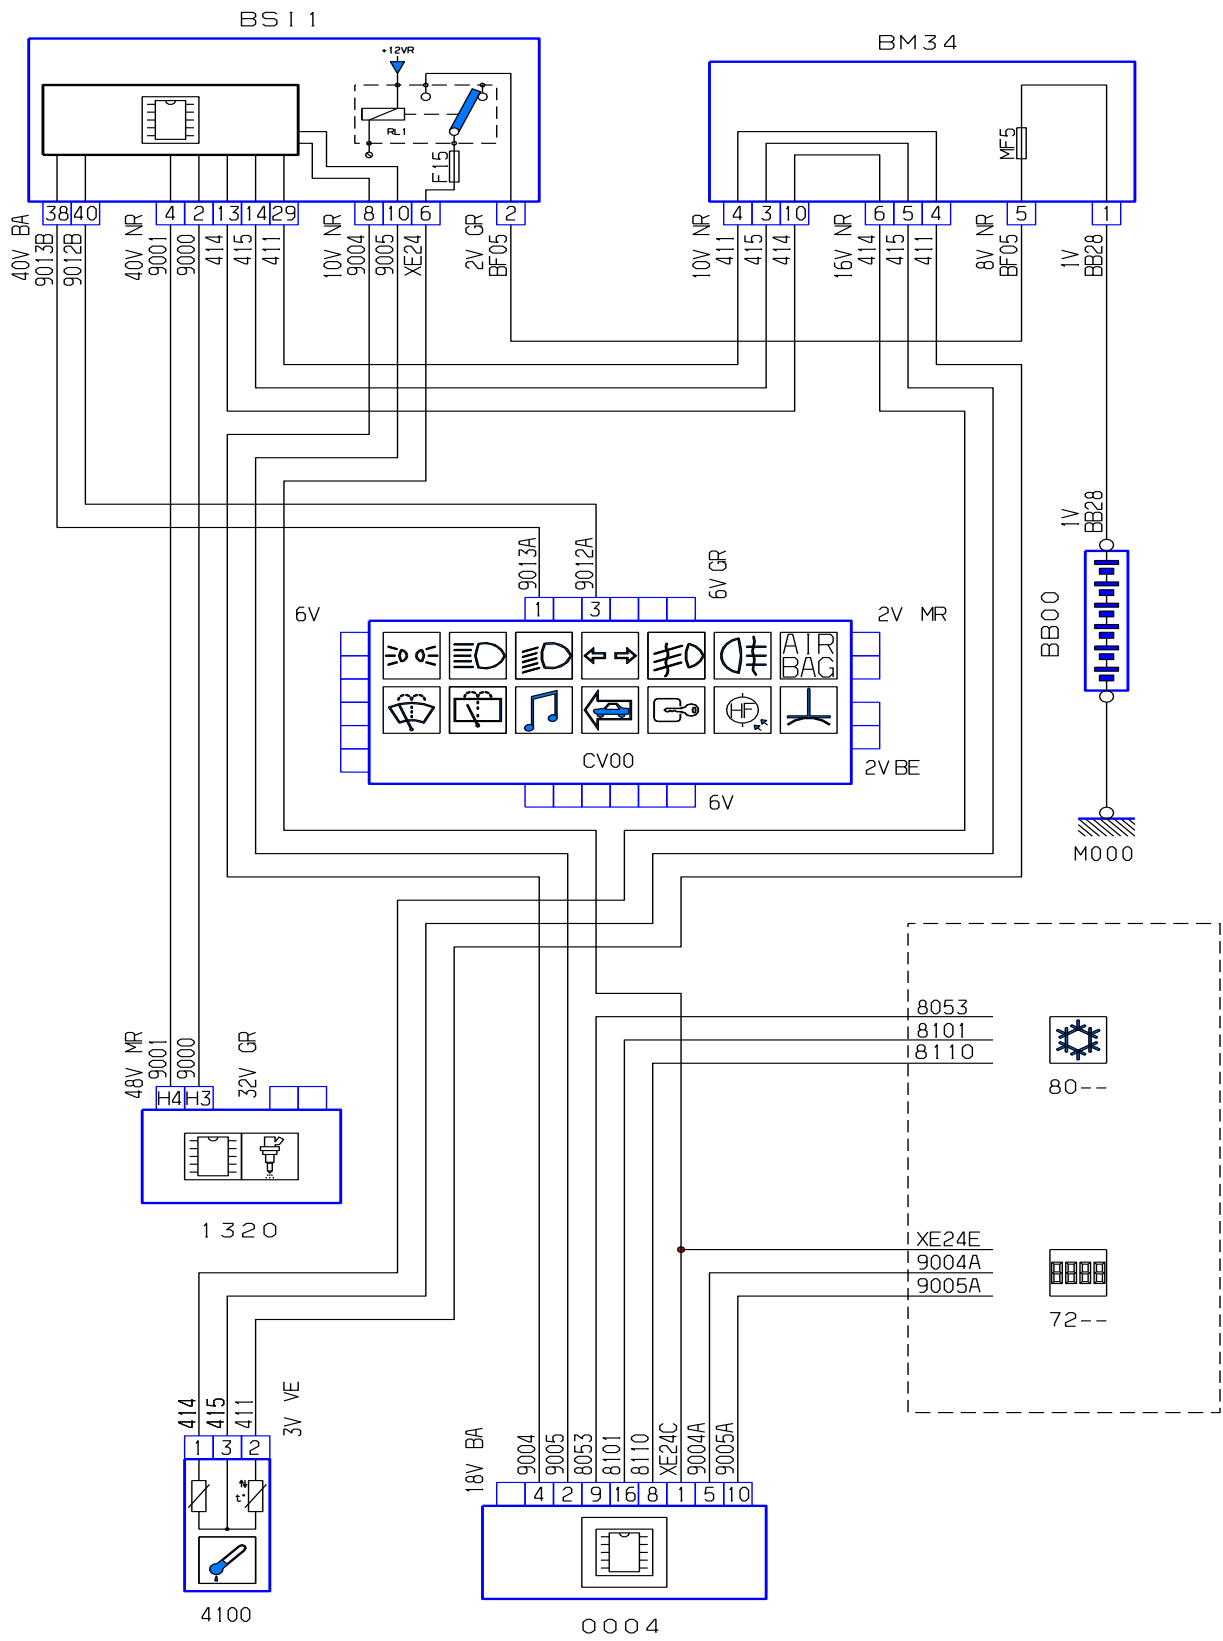 BSI1
BM34
+12VR
RL1
F15
MF5
38 40 4 2 13 14 29 8 10 6 2
4 3 10 6 5 4 5 1
40V BA
9013B
9012B
40V NR
9001
9000
414
415
411
10V NR
9004
9005
XE24
2V GR
BF05
10V NR
411
415
414
16V NR
414
415
411
8V NR
BF05
1V
BB28
1V
BB28
BB00
M000
9013A
9012A
6V GR
6V
1 3
2V MR
AIR
BAG
HF
CV00
2V BE
6V
8053
8101
8110
80--
48V MR
9001
9000
32V GR
H4 H3
1320
XE24E
9004A
9005A
72--
414
415
411
3V VE
1 3 2
t°
4100
18V BA
9004
9005
8053
8101
8110
XE24C
9004A
9005A
4 2 9 16 8 1 5 10
0004